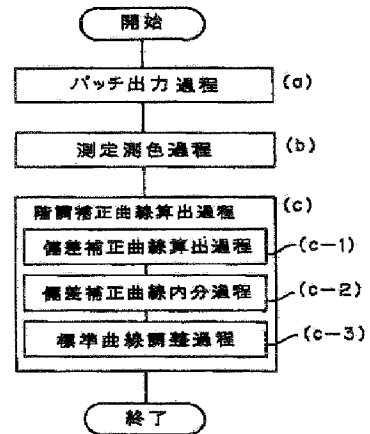 開始
パッチ出力過程
(a)
測定測色過程
(b)
(c)
階調補正曲線算出過程
偏差補正曲線算出過程
(c-1)
偏差補正曲線内分過程
(c-2)
標準曲線調整過程
(c-3)
終了